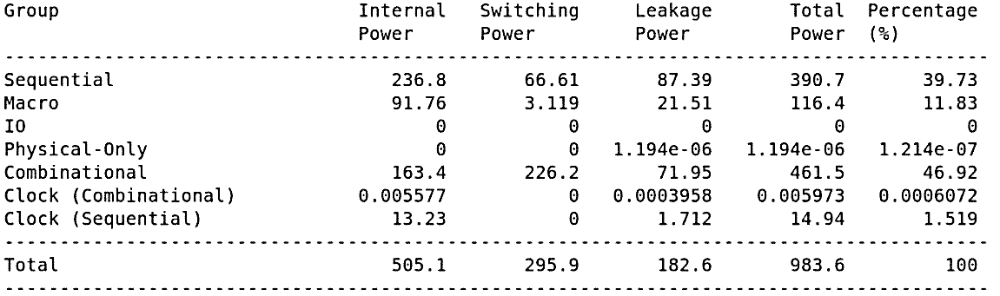 Group Internal Switching Leakage Total Percentage
Power Power Power Power (%)
Sequential 236.8 66.61 87.39 390.7 39.73
Macro 91.76 3.119 21.51 116.4 11.83
IO 0 0 0 0 0
Physical-Only 0 0 1.194e-06 1.194e-06 1.214e-07
Combinational 163.4 226.2 71.95 461.5 46.92
Clock (Combinational) 0.005577 0 0.0003958 0.005973 0.0006072
Clock (Sequential) 13.23 0 1.712 14.94 1.519
Total 505.1 295.9 182.6 983.6 100